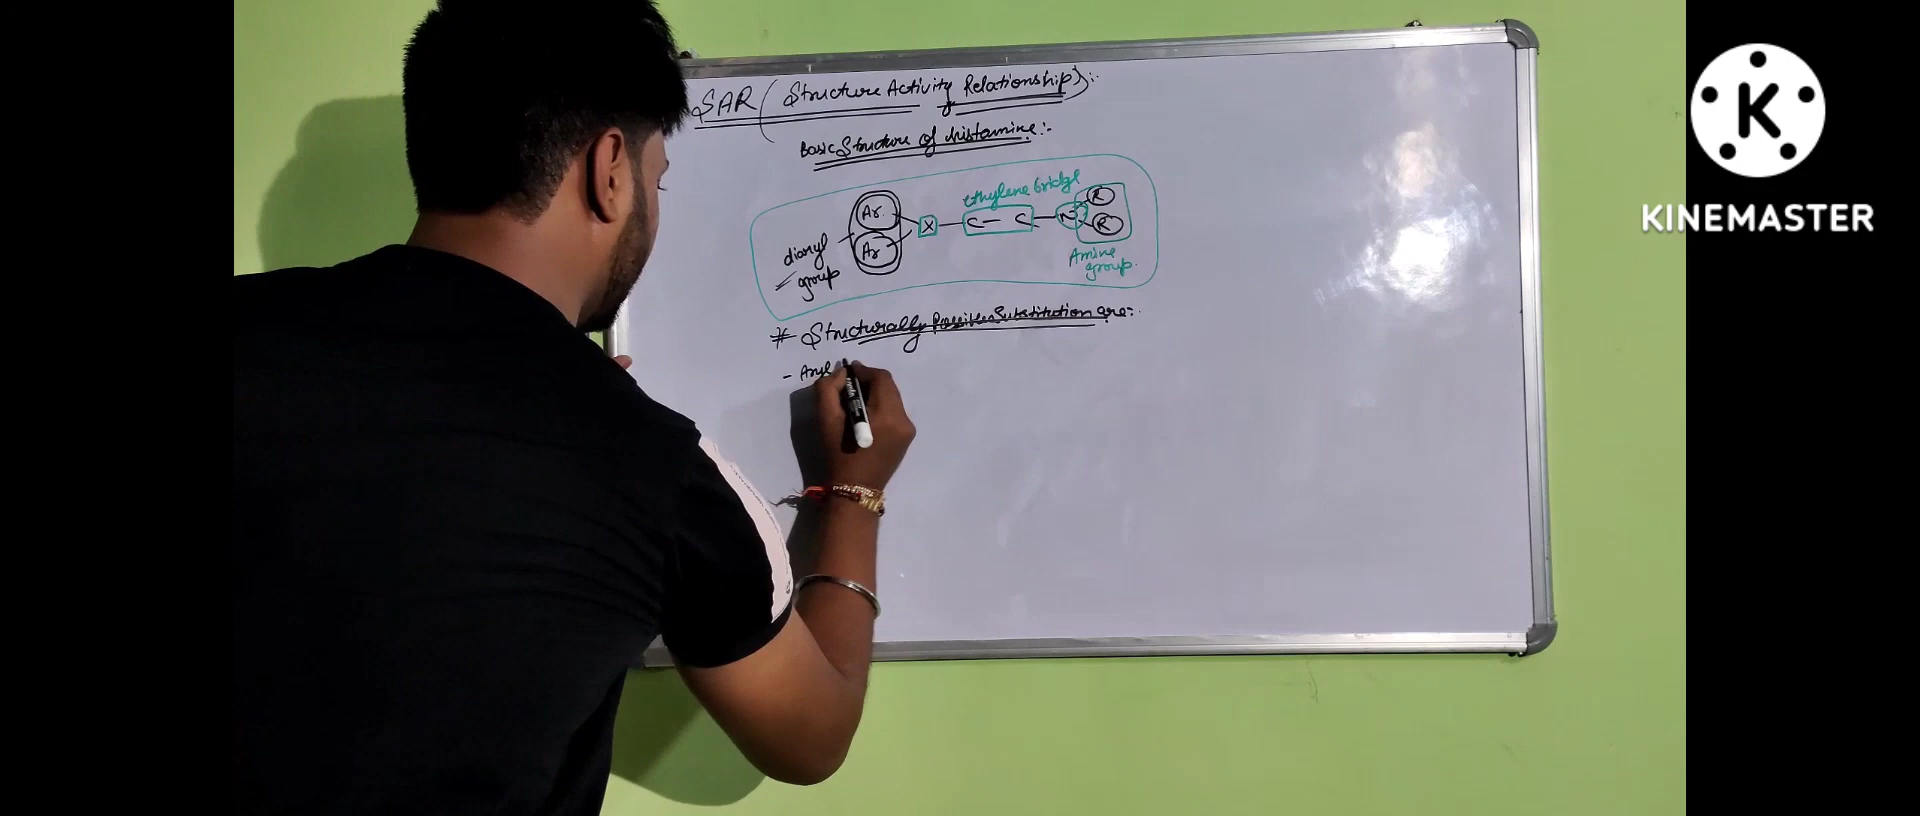 SAR (Structure Activity Relationship):-
Basic Structure of histamine:-
ethylene bridge
Ar. X C - C N R
Ar R
diaryl group
Amine group.
# Structurally Possible Substitution are:-
- Aryl
K
KINEMASTER